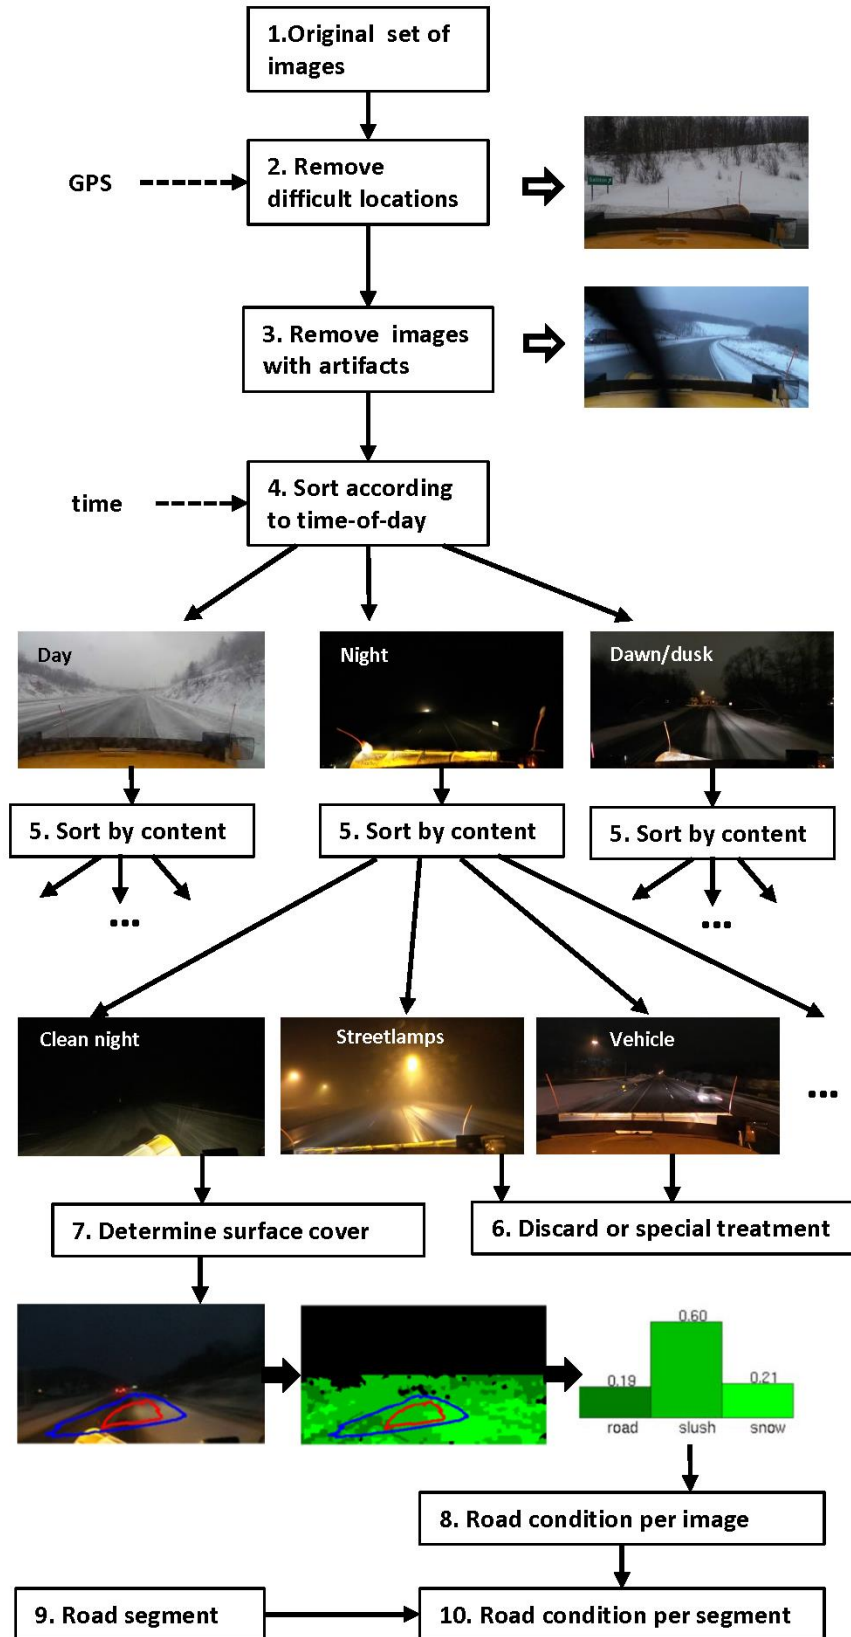 1.Original set of
images
GPS
2. Remove
difficult locations
3. Remove images
with artifacts
time
4. Sort according
to time-of-day
Day
Night
Dawn/dusk
5. Sort by content
5. Sort by content
5. Sort by content
...
...
Clean night
Streetlamps
Vehicle
...
7. Determine surface cover
6. Discard or special treatment
0.19
0.60
0.21
road
slush
snow
8. Road condition per image
9. Road segment
10. Road condition per segment